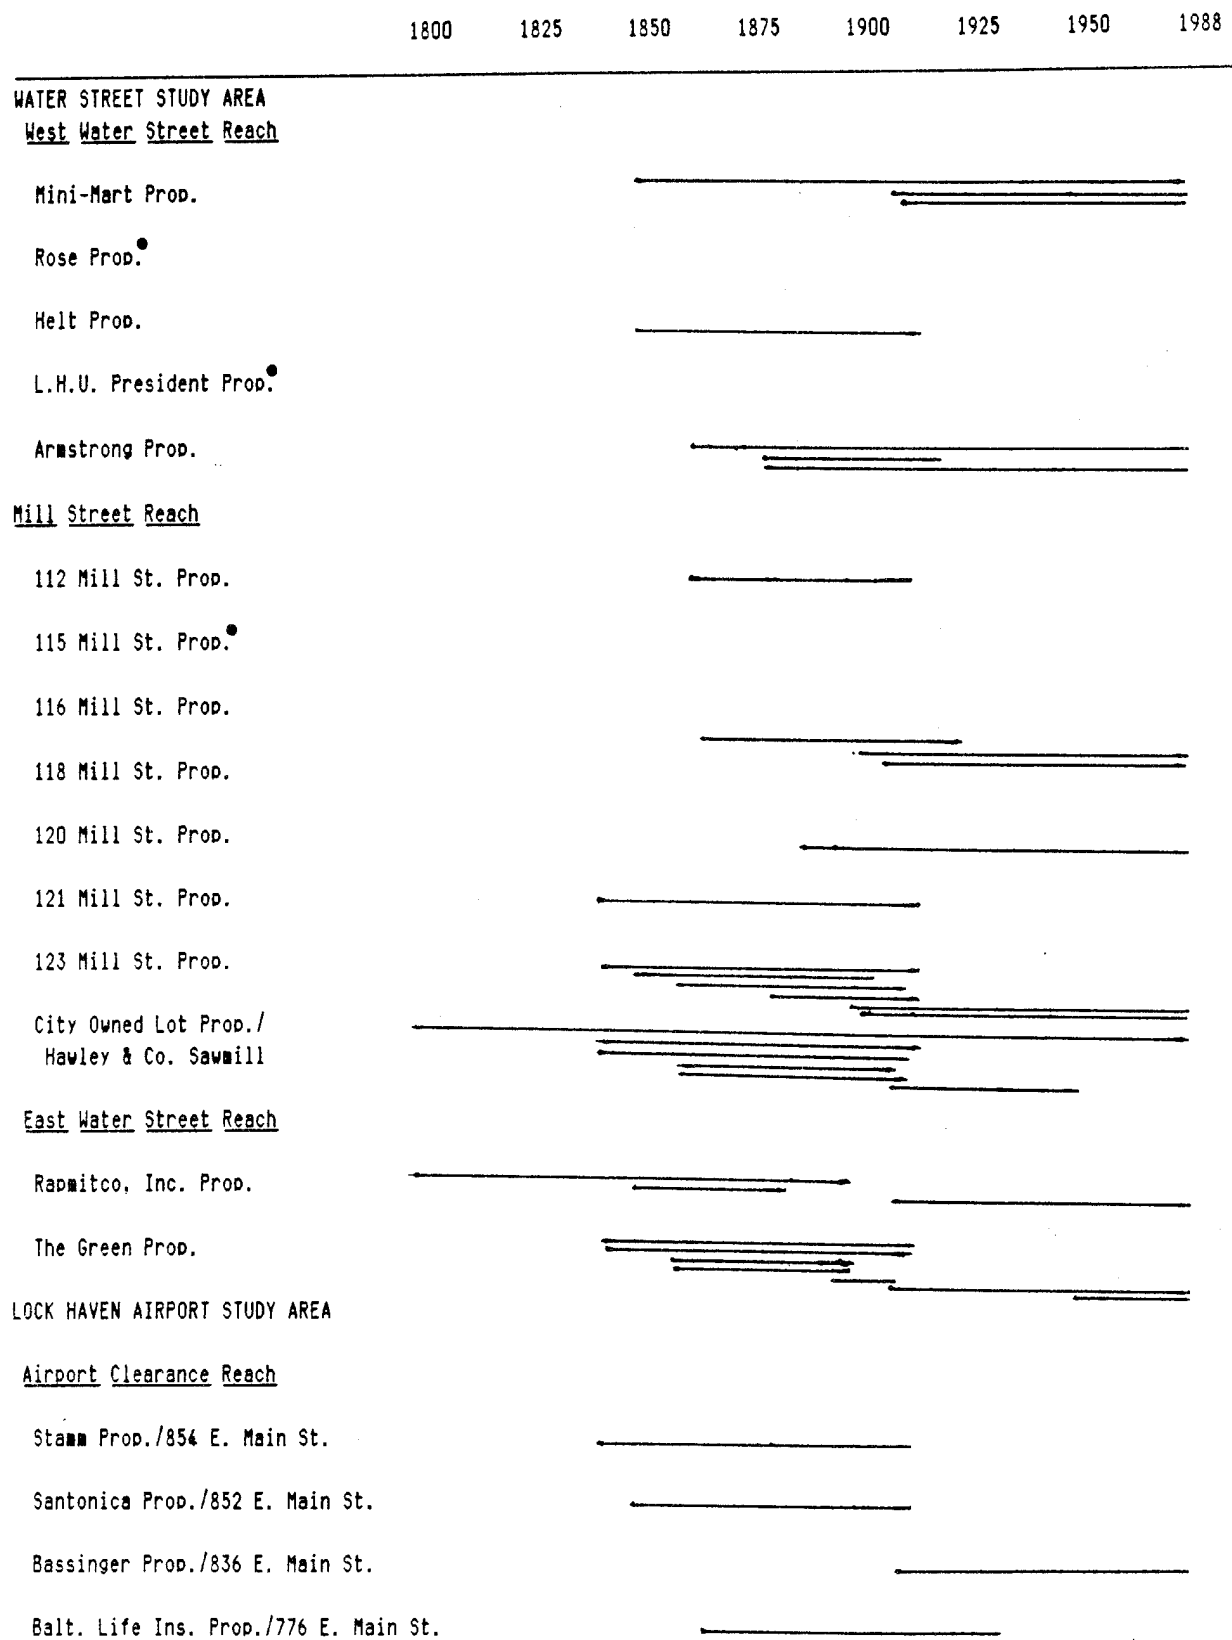 1800 1825 1850 1875 1900 1925 1950 1988
WATER STREET STUDY AREA
West Water Street Reach
Mini-Mart Prop.
Rose Prop.●
Helt Prop.
L.H.U. President Prop.●
Armstrong Prop.
Mill Street Reach
112 Mill St. Prop.
115 Mill St. Prop.●
116 Mill St. Prop.
118 Mill St. Prop.
120 Mill St. Prop.
121 Mill St. Prop.
123 Mill St. Prop.
City Owned Lot Prop./
Hawley & Co. Sawmill
East Water Street Reach
Rapmitco, Inc. Prop.
The Green Prop.
LOCK HAVEN AIRPORT STUDY AREA
Airport Clearance Reach
Stamm Prop./854 E. Main St.
Santonica Prop./852 E. Main St.
Bassinger Prop./836 E. Main St.
Balt. Life Ins. Prop./776 E. Main St.